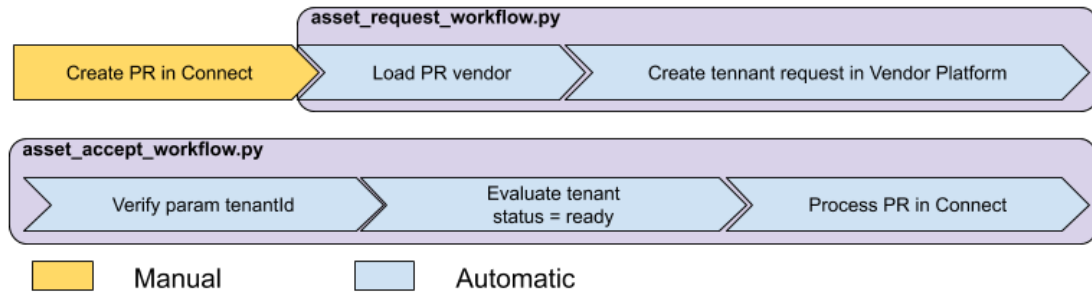 asset_request_workflow.py
Create PR in Connect
Load PR vendor
Create tennant request in Vendor Platform
asset_accept_workflow.py
Verify param tenantId
Evaluate tenant
status = ready
Process PR in Connect
Manual
Automatic